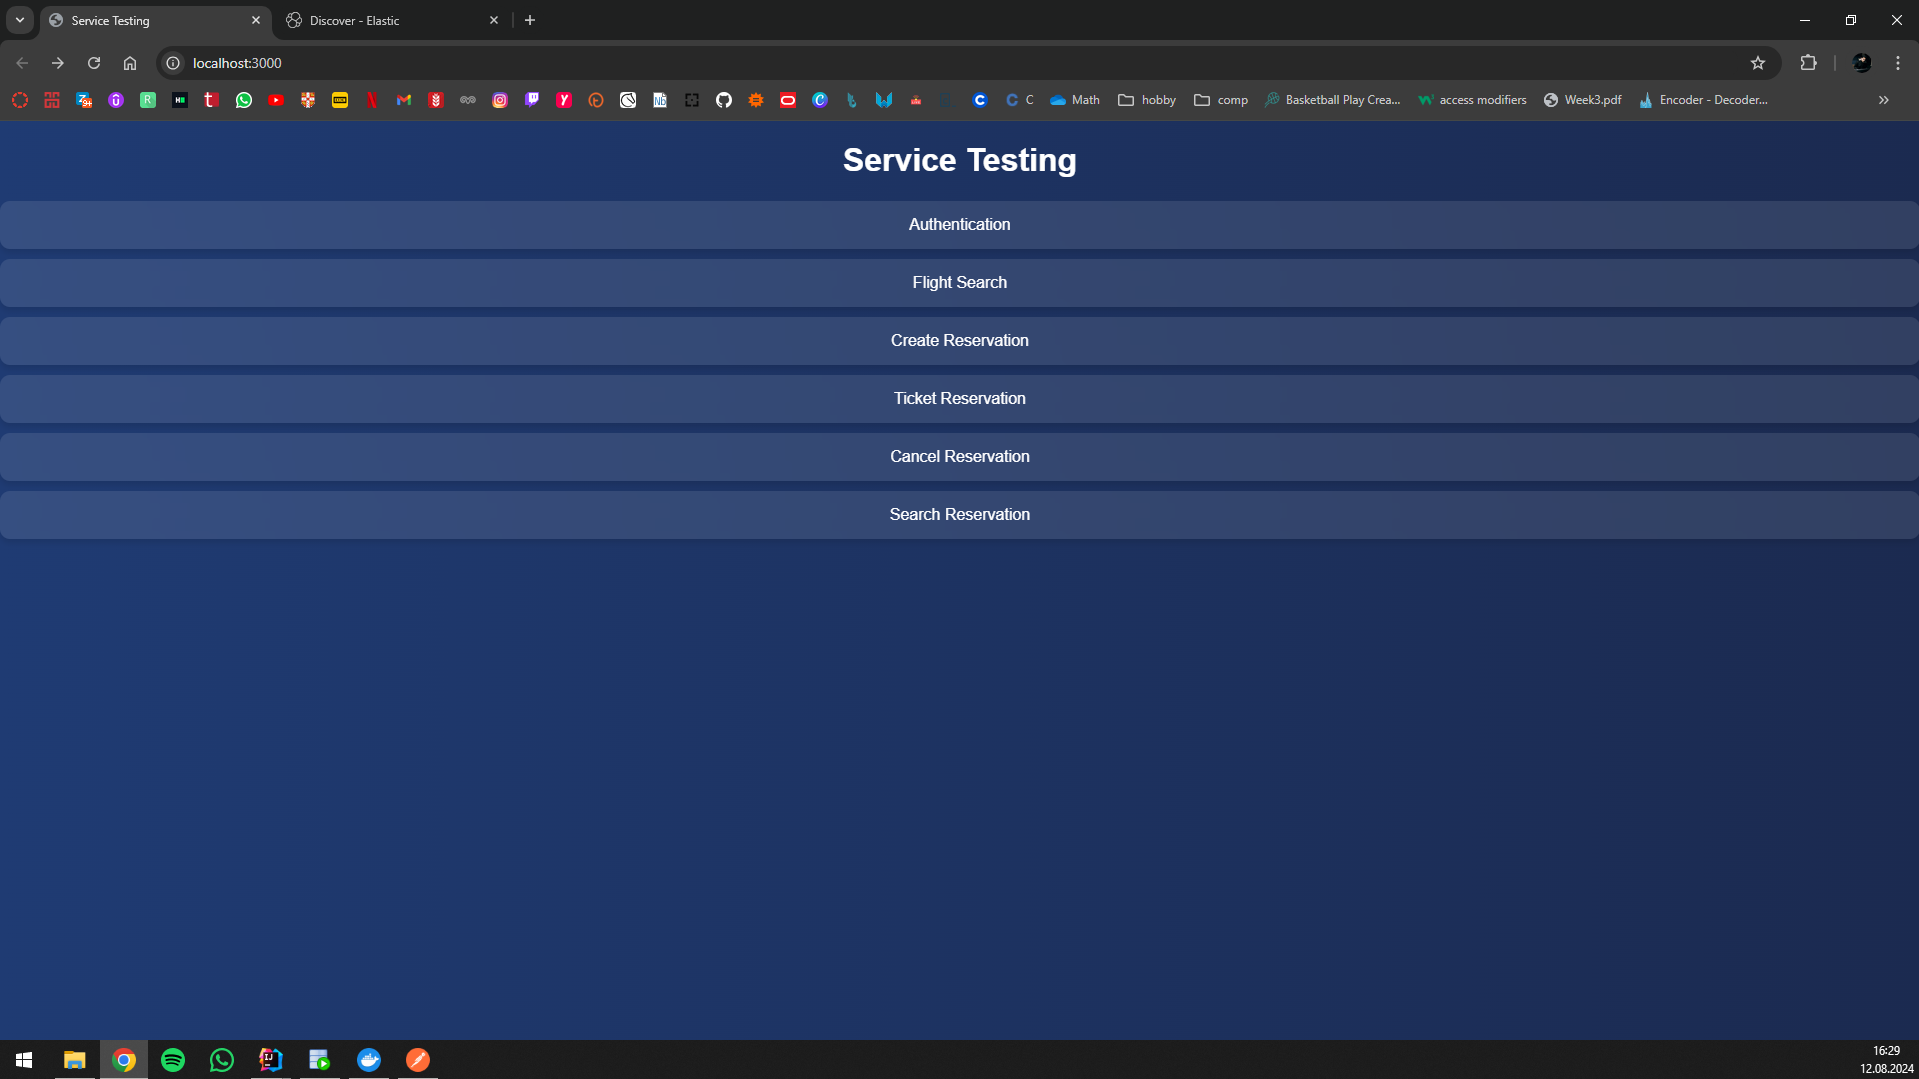 Service Testing
Discover - Elastic
localhost:3000
C
Math
hobby
comp
Basketball Play Crea...
access modifiers
Week3.pdf
Encoder - Decoder...
Service Testing
Authentication
Flight Search
Create Reservation
Ticket Reservation
Cancel Reservation
Search Reservation
16:29
12.08.2024